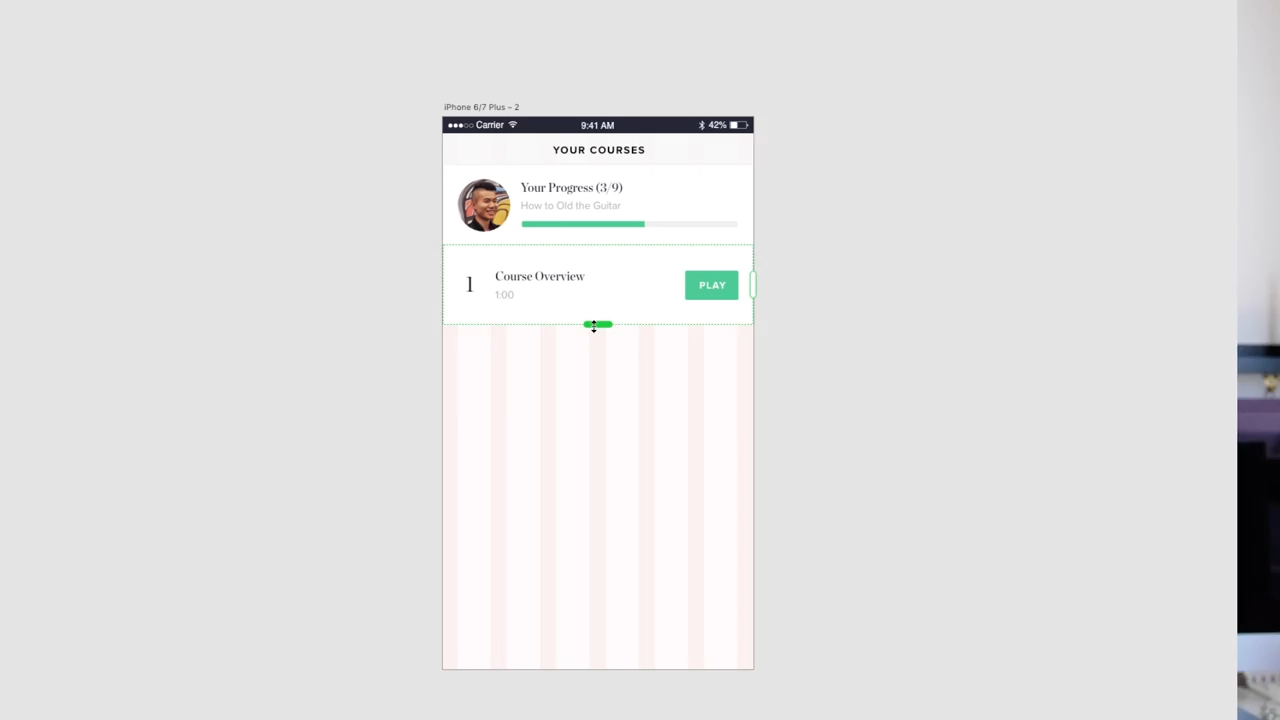 iPhone 6/7 Plus – 2
Carrier 9:41 AM 42%
YOUR COURSES
Your Progress (3/9)
How to Old the Guitar
1 Course Overview PLAY
1:00